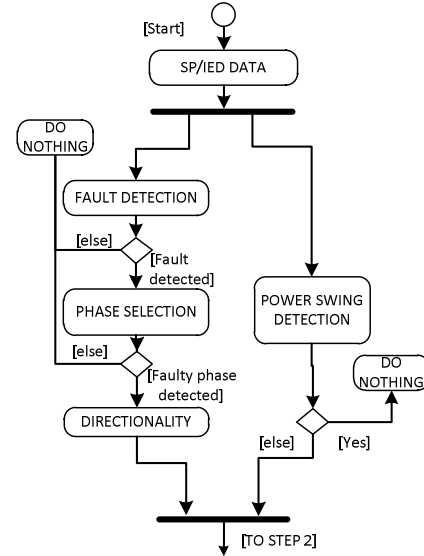 [Start]
SP/IED DATA
DO
NOTHING
FAULT DETECTION
[else]
[Fault
detected]
PHASE SELECTION
POWER SWING
DETECTION
[else]
[Faulty phase
detected]
DO
NOTHING
DIRECTIONALITY
[else]
[Yes]
[TO STEP 2]